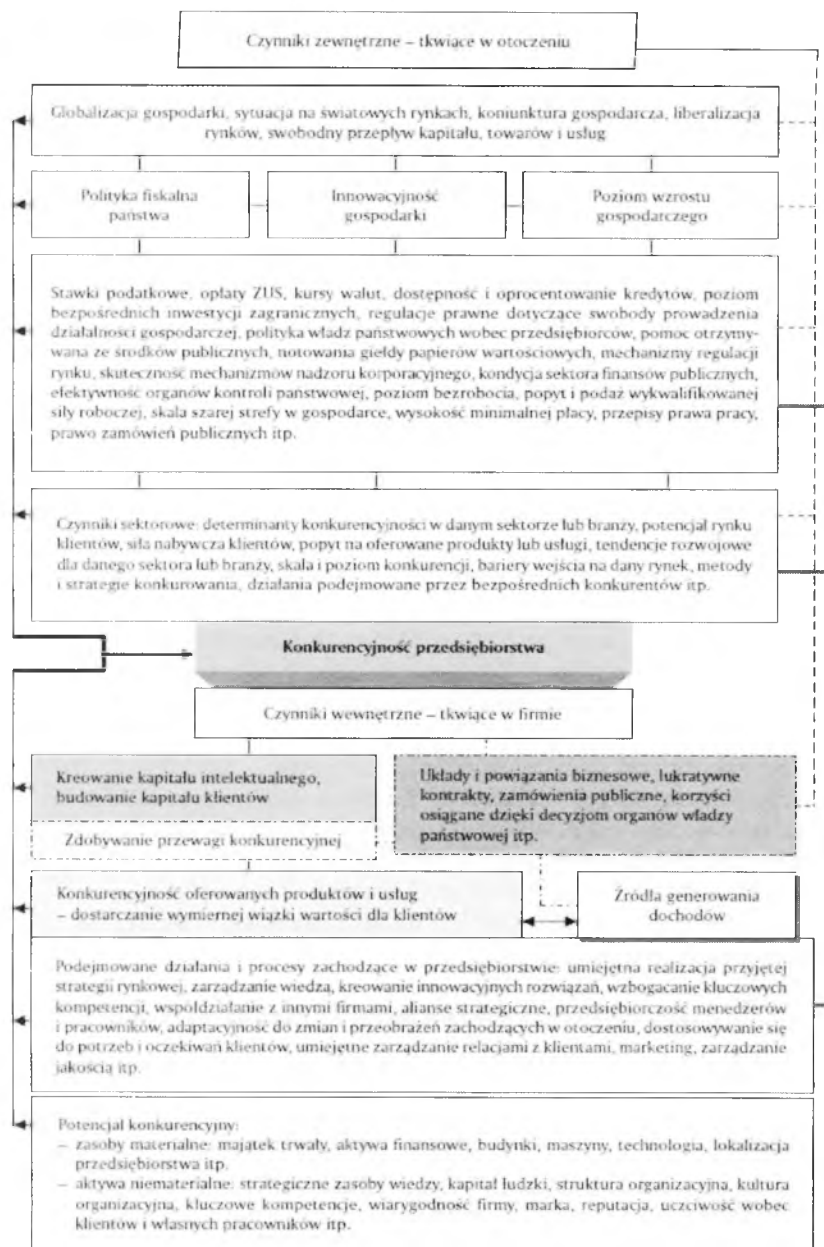 Czynniki zewnętrzne – tkwiące w otoczeniu
Globalizacja gospodarki, sytuacja na światowych rynkach, koniunktura gospodarcza, liberalizacja
rynków, swobodny przepływ kapitału, towarów i usług
Polityka fiskalna
państwa
Innowacyjność
gospodarki
Poziom wzrostu
gospodarczego
Stawki podatkowe, opłaty ZUS, kursy walut, dostępność i oprocentowanie kredytów, poziom
bezpośrednich inwestycji zagranicznych, regulacje prawne dotyczące swobody prowadzenia
działalności gospodarczej, polityka władz państwowych wobec przedsiębiorców, pomoc otrzymy-
wana ze środków publicznych, notowania giełdy papierów wartościowych, mechanizmy regulacji
rynku, skuteczność mechanizmów nadzoru korporacyjnego, kondycja sektora finansów publicznych,
efektywność organów kontroli państwowej, poziom bezrobocia, popyt i podaż wykwalifikowanej
siły roboczej, skala szarej strefy w gospodarce, wysokość minimalnej płacy, przepisy prawa pracy,
prawo zamówień publicznych itp.
Czynniki sektorowe: determinanty konkurencyjności w danym sektorze lub branży, potencjał rynku
klientów, siła nabywcza klientów, popyt na oferowane produkty lub usługi, tendencje rozwojowe
dla danego sektora lub branży, skala i poziom konkurencji, bariery wejścia na dany rynek, metody
i strategie konkurowania, działania podejmowane przez bezpośrednich konkurentów itp.
Konkurencyjność przedsiębiorstwa
Czynniki wewnętrzne – tkwiące w firmie
Kreowanie kapitału intelektualnego,
budowanie kapitału klientów
Zdobywanie przewagi konkurencyjnej
Układy i powiązania biznesowe, lukratywne
kontrakty, zamówienia publiczne, korzyści
osiągane dzięki decyzjom organów władzy
państwowej itp.
Konkurencyjność oferowanych produktów i usług
– dostarczanie wymiernej wiązki wartości dla klientów
Źródła generowania
dochodów
Podejmowane działania i procesy zachodzące w przedsiębiorstwie: umiejętna realizacja przyjętej
strategii rynkowej, zarządzanie wiedzą, kreowanie innowacyjnych rozwiązań, wzbogacanie kluczowych
kompetencji, współdziałanie z innymi firmami, alianse strategiczne, przedsiębiorczość menedżerów
i pracowników, adaptacyjność do zmian i przeobrażeń zachodzących w otoczeniu, dostosowywanie się
do potrzeb i oczekiwań klientów, umiejętne zarządzanie relacjami z klientami, marketing, zarządzanie
jakością itp.
Potencjał konkurencyjny:
– zasoby materialne: majątek trwały, aktywa finansowe, budynki, maszyny, technologia, lokalizacja
przedsiębiorstwa itp.
– aktywa niematerialne: strategiczne zasoby wiedzy, kapitał ludzki, struktura organizacyjna, kultura
organizacyjna, kluczowe kompetencje, wiarygodność firmy, marka, reputacja, uczciwość wobec
klientów i własnych pracowników itp.